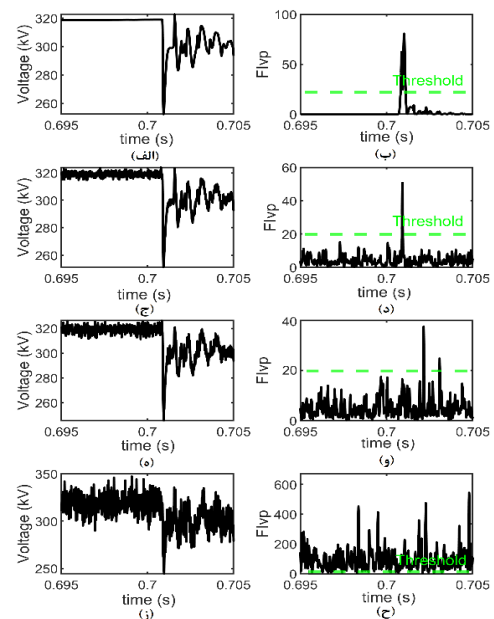 320
300
280
260
Voltage (kV)
0.695 0.7 0.705
time (s)
(الف)
100
50
0
FIvp
Threshold
0.695 0.7 0.705
time (s)
(ب)
320
300
280
260
Voltage (kV)
0.695 0.7 0.705
time (s)
(ج)
60
40
20
0
FIvp
Threshold
0.695 0.7 0.705
time (s)
(د)
320
300
280
260
Voltage (kV)
0.695 0.7 0.705
time (s)
(ه)
40
20
0
FIvp
0.695 0.7 0.705
time (s)
(و)
350
300
250
Voltage (kV)
0.695 0.7 0.705
time (s)
(ز)
600
400
200
0
FIvp
Threshold
0.695 0.7 0.705
time (s)
(ح)